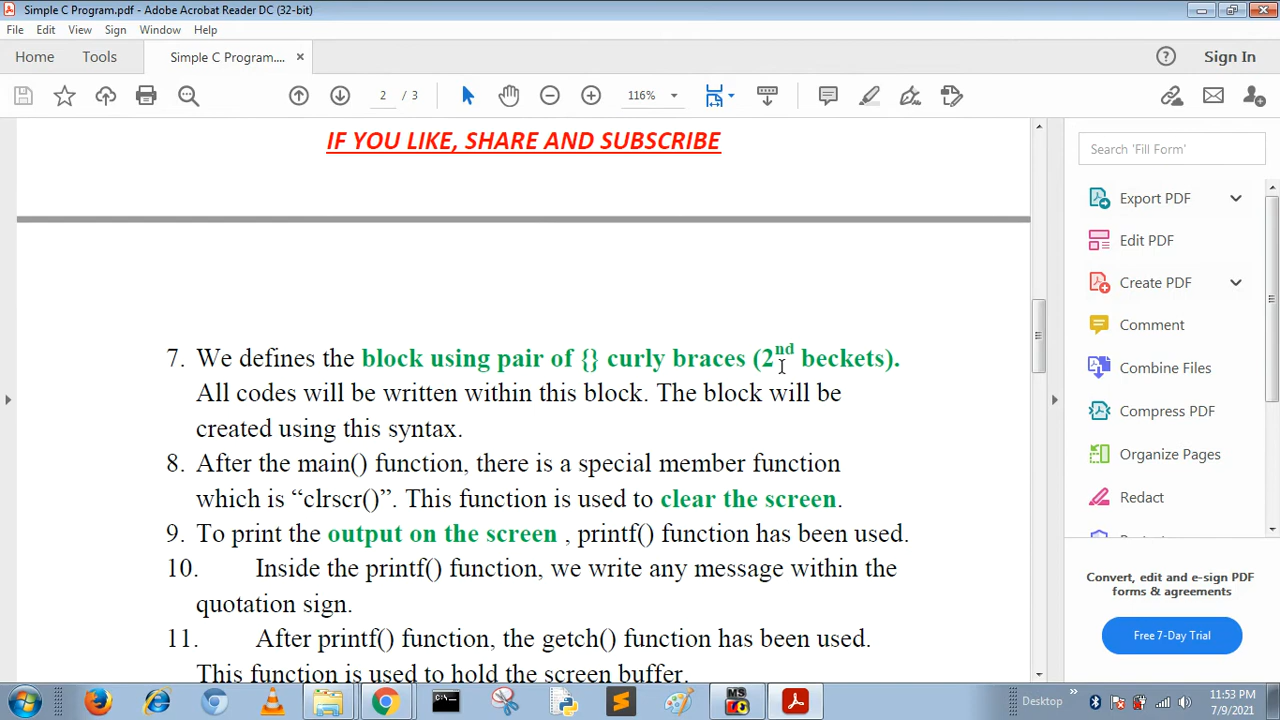 Simple C Program.pdf - Adobe Acrobat Reader DC (32-bit)
File Edit View Sign Window Help
Home Tools Simple C Program.... × Sign In
2 / 3 116%
IF YOU LIKE, SHARE AND SUBSCRIBE
7. We defines the block using pair of {} curly braces (2nd beckets).
All codes will be written within this block. The block will be
created using this syntax.
8. After the main() function, there is a special member function
which is “clrscr()”. This function is used to clear the screen.
9. To print the output on the screen , printf() function has been used.
10. Inside the printf() function, we write any message within the
quotation sign.
11. After printf() function, the getch() function has been used.
This function is used to hold the screen buffer.
Search 'Fill Form'
Export PDF
Edit PDF
Create PDF
Comment
Combine Files
Compress PDF
Organize Pages
Redact
Convert, edit and e-sign PDF
forms & agreements
Free 7-Day Trial
MS
Desktop
11:53 PM
7/9/2021